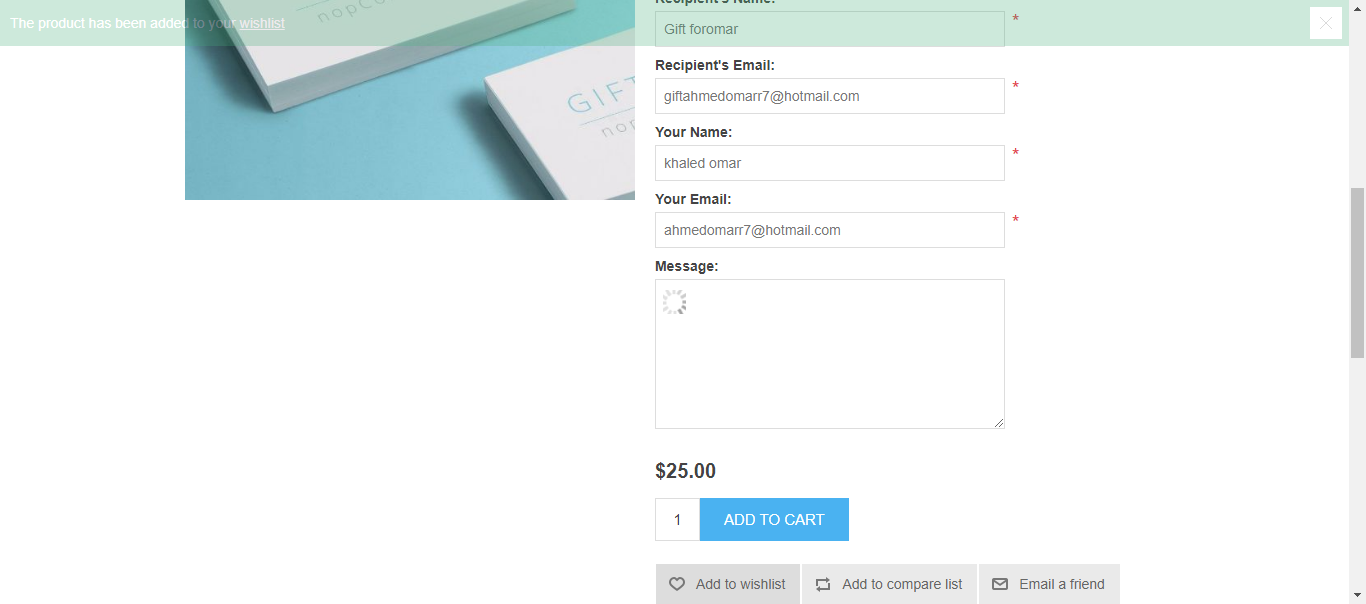 The product has been added to your wishlist
nopCo
GIFT
nop
Recipient's Name:
Gift foromar
*
Recipient's Email:
giftahmedomarr7@hotmail.com
*
Your Name:
khaled omar
*
Your Email:
ahmedomarr7@hotmail.com
*
Message:
$25.00
1
ADD TO CART
Add to wishlist
Add to compare list
Email a friend